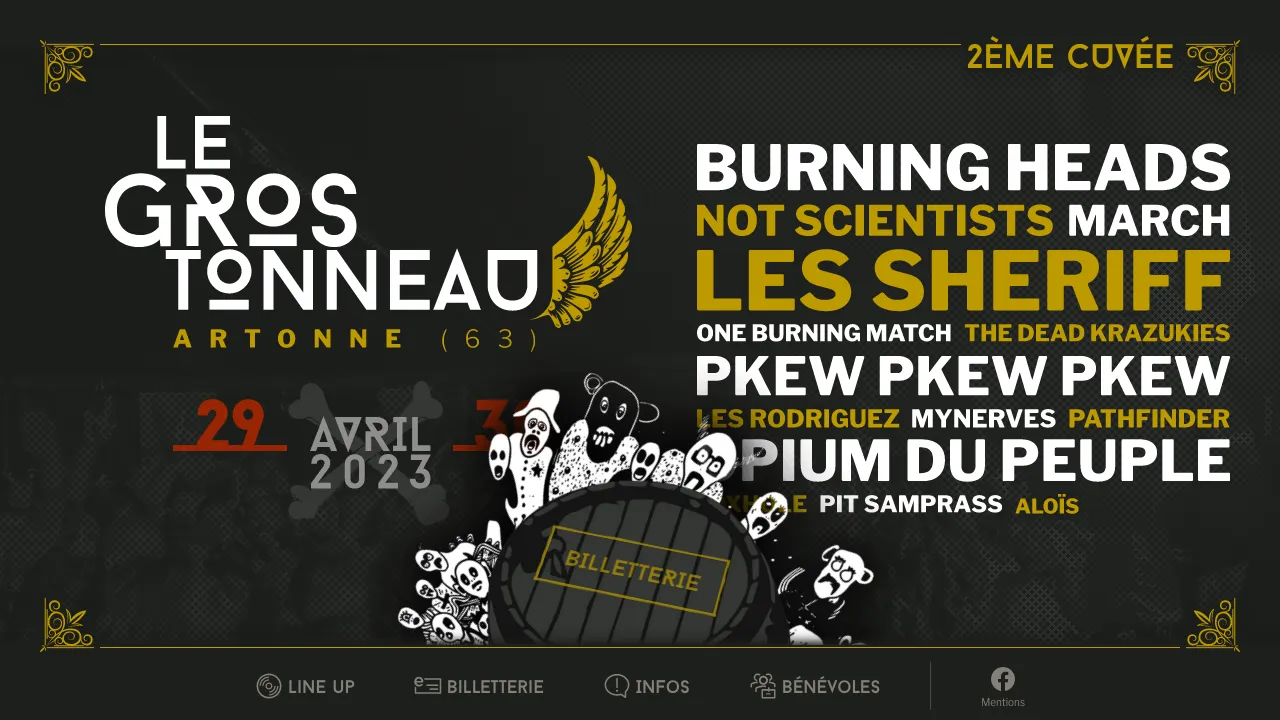 2ÈME CUVÉE
LE
GROS
TONNEAU
ARTONNE (63)
29 AVRIL
2023
BURNING HEADS
NOT SCIENTISTS MARCH
LES SHERIFF
ONE BURNING MATCH THE DEAD KRAZUKIES
PKEW PKEW PKEW
LES RODRIGUEZ MYNERVES PATHFINDER
DU PEUPLE
PIT SAMPRASS ALOÏS
BILLETTERIE
LINE UP
BILLETTERIE
INFOS
BÉNÉVOLES
Mentions